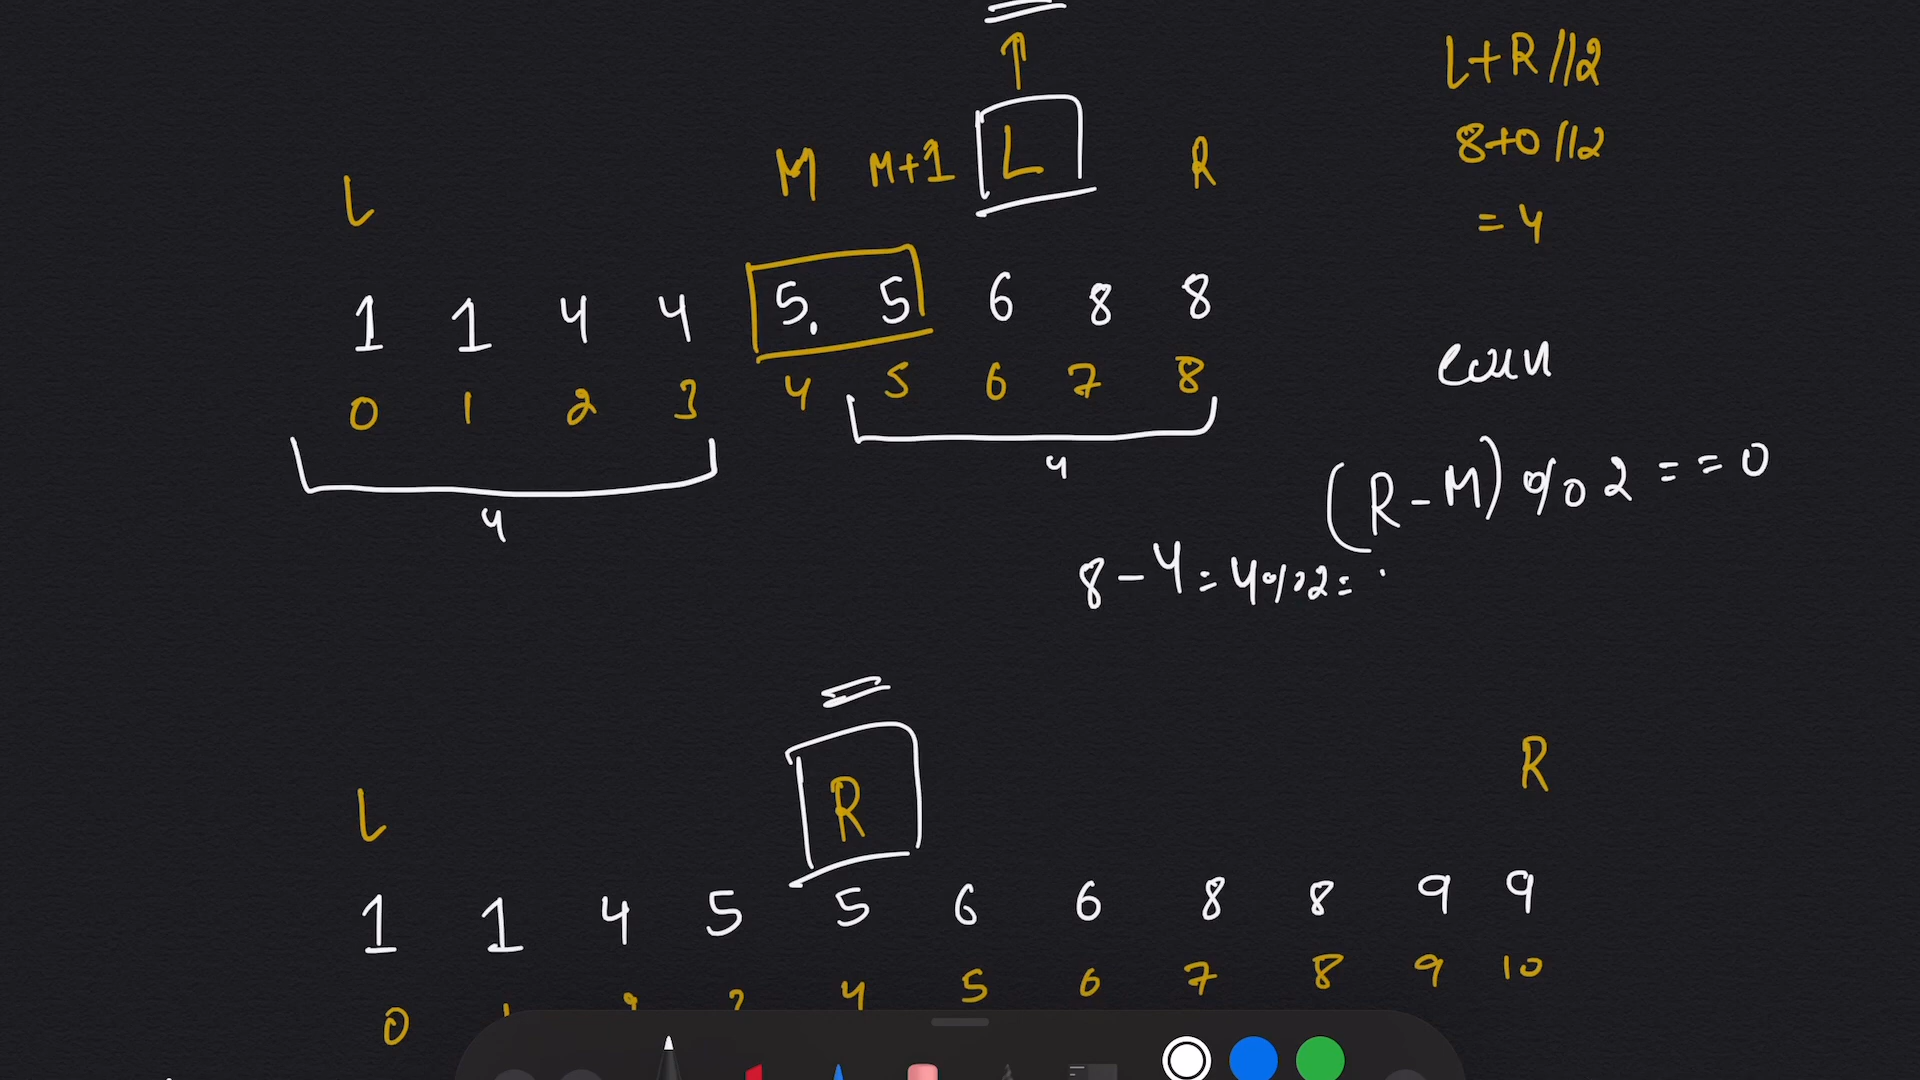 L+R//2
8+0//2
= 4
L M M+1 L R
1 1 4 4 5. 5 6 8 8
0 1 2 3 4 5 6 7 8
4 4
(R-M)%2==0
8-4=4%2=
R
L R
1 1 4 5 5 6 6 8 8 9 9
0 4 5 6 7 8 9 10